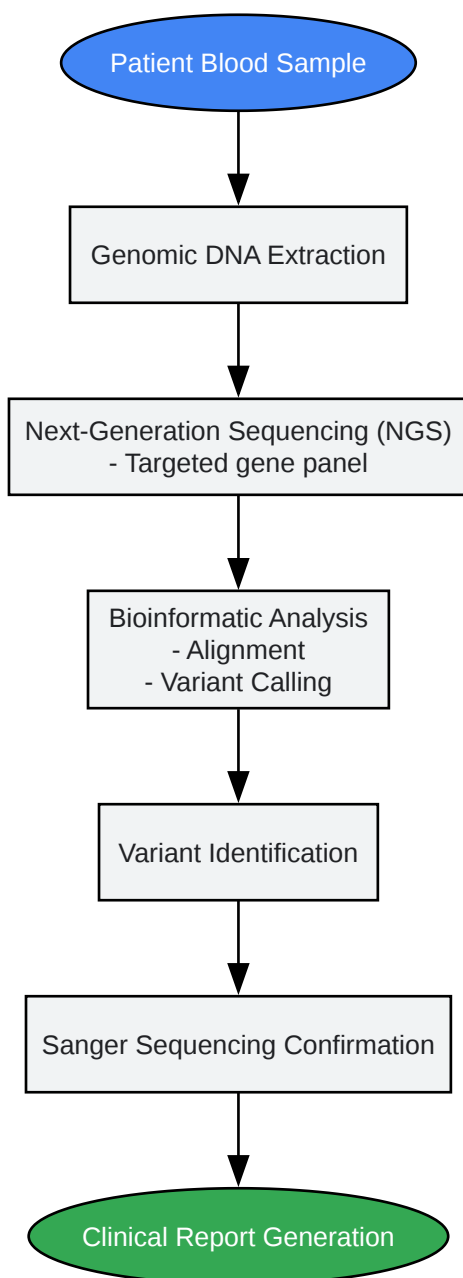 Patient Blood Sample
Genomic DNA Extraction
Next-Generation Sequencing (NGS)
- Targeted gene panel
Bioinformatic Analysis
- Alignment
- Variant Calling
Variant Identification
Sanger Sequencing Confirmation
Clinical Report Generation